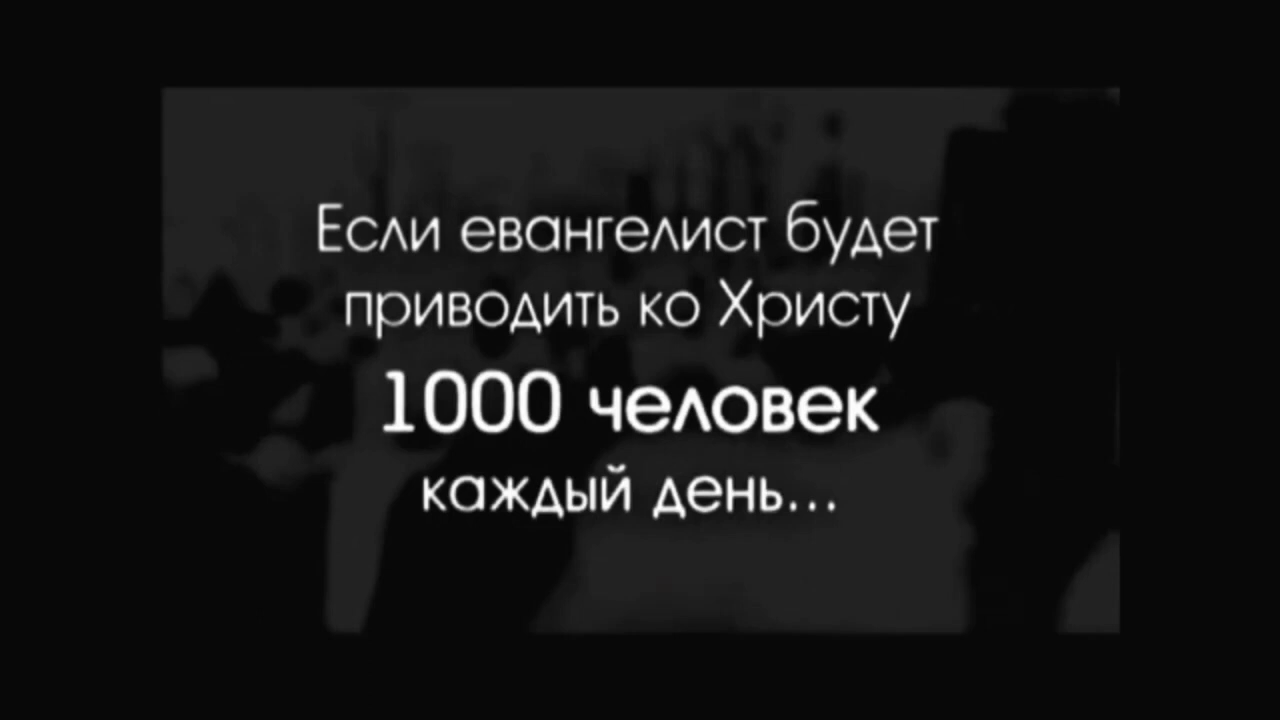 Если евангелист будет
приводить ко Христу
1000 человек
каждый день...